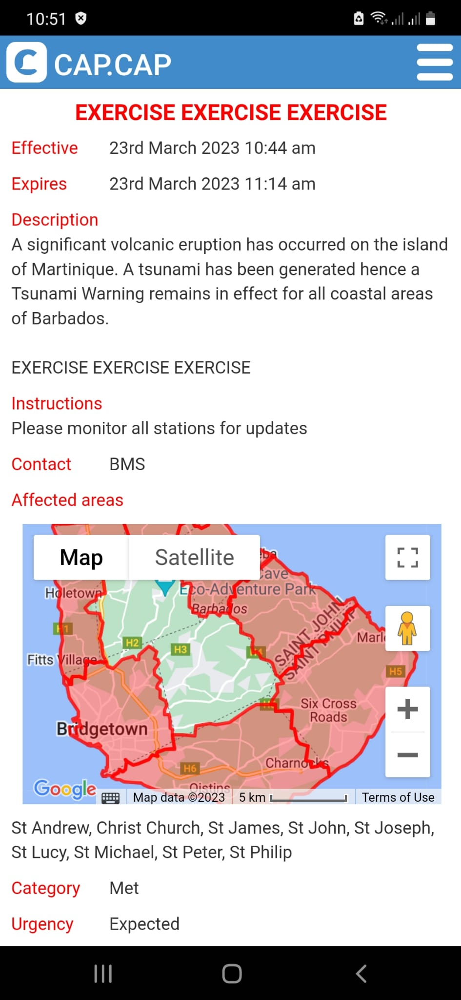 10:51
CAP.CAP
EXERCISE EXERCISE EXERCISE
Effective 23rd March 2023 10:44 am
Expires 23rd March 2023 11:14 am
Description
A significant volcanic eruption has occurred on the island
of Martinique. A tsunami has been generated hence a
Tsunami Warning remains in effect for all coastal areas
of Barbados.
EXERCISE EXERCISE EXERCISE
Instructions
Please monitor all stations for updates
Contact BMS
Affected areas
Map Satellite
Cave
Holetown
Eco-Adventure Park
Barbados
SAINT JOHN
SAINT PHILIP
H1
H2
H3
Fitts Village
H5
Six Cross
Roads
Bridgetown
Charnocks
H6
Oistins
Google
Map data ©2023 5 km Terms of Use
St Andrew, Christ Church, St James, St John, St Joseph,
St Lucy, St Michael, St Peter, St Philip
Category Met
Urgency Expected